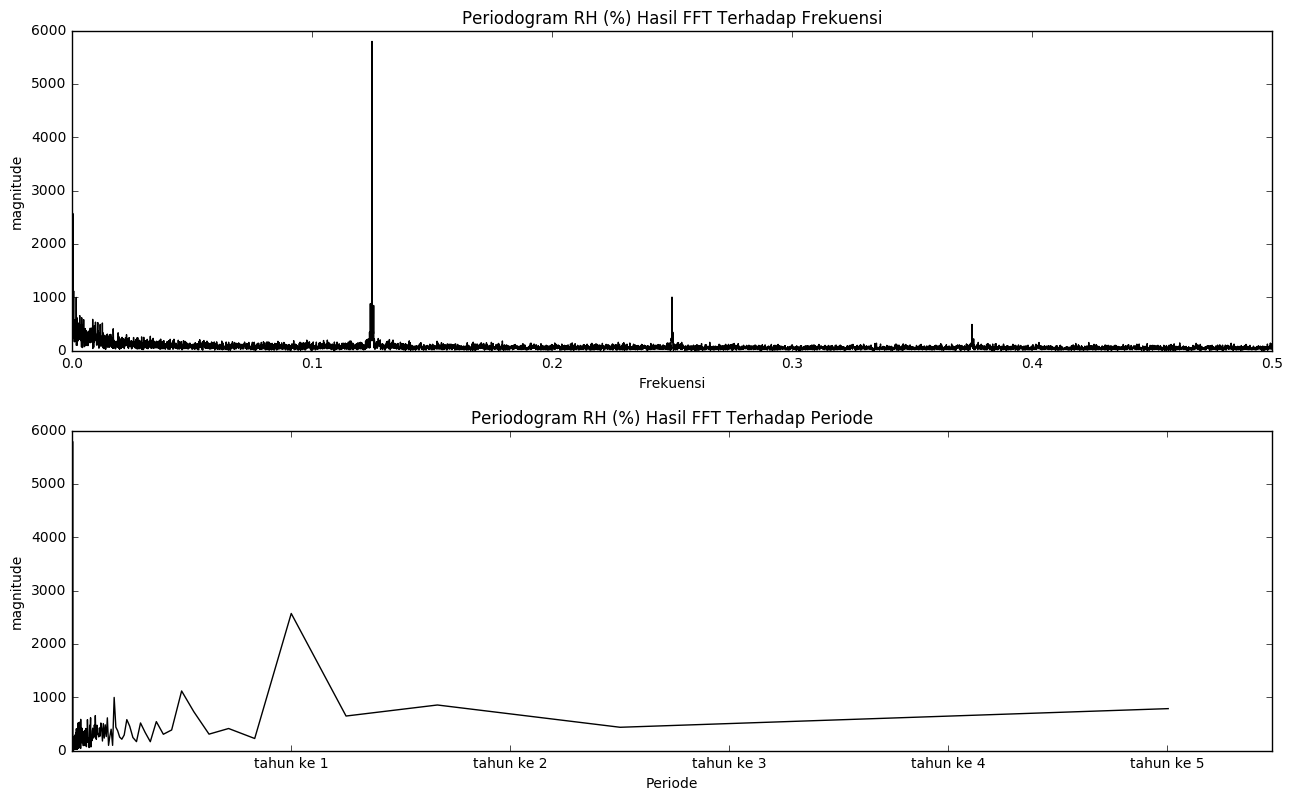 Periodogram RH (%) Hasil FFT Terhadap Frekuensi
6000
5000
4000
3000
2000
1000
0
magnitude
0.0 0.1 0.2 0.3 0.4 0.5
Frekuensi
Periodogram RH (%) Hasil FFT Terhadap Periode
6000
5000
4000
3000
2000
1000
0
magnitude
tahun ke 1 tahun ke 2 tahun ke 3 tahun ke 4 tahun ke 5
Periode